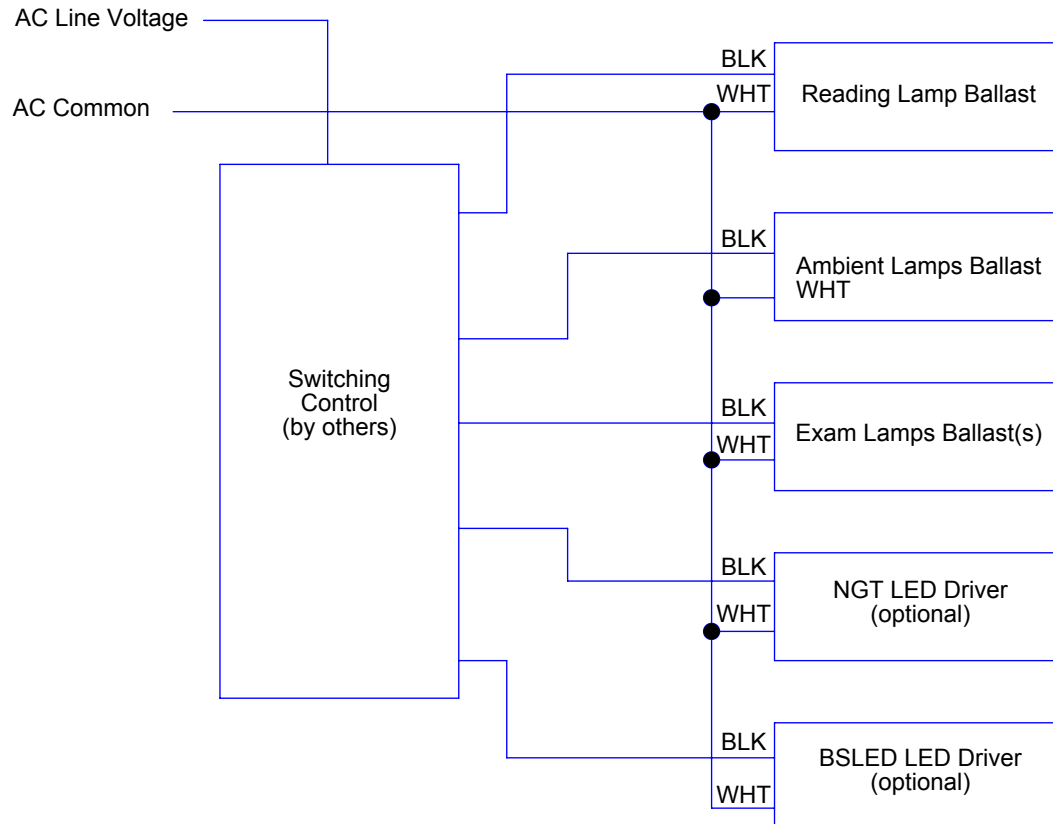 AC Line Voltage
AC Common
BLK
WHT
Reading Lamp Ballast
BLK
Ambient Lamps Ballast
WHT
Switching
Control
(by others)
BLK
WHT
Exam Lamps Ballast(s)
BLK
WHT
NGT LED Driver
(optional)
BLK
WHT
BSLED LED Driver
(optional)